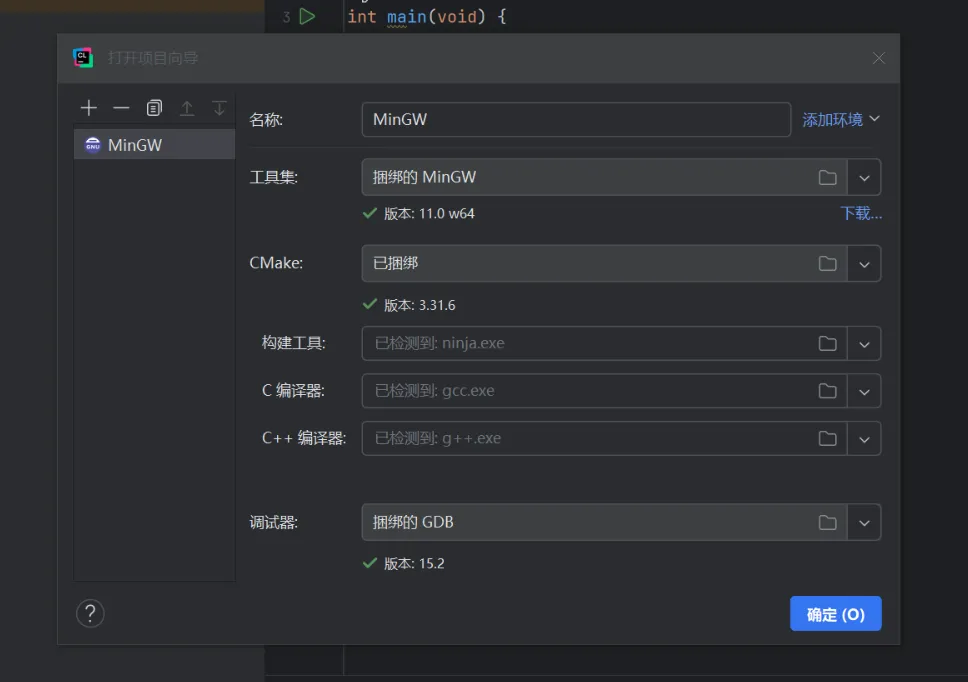 3 int main(void) {
打开项目向导
MinGW
名称: MinGW 添加环境
工具集: 捆绑的 MinGW
版本: 11.0 w64 下载...
CMake: 已捆绑
版本: 3.31.6
构建工具: 已检测到: ninja.exe
C 编译器: 已检测到: gcc.exe
C++ 编译器: 已检测到: g++.exe
调试器: 捆绑的 GDB
版本: 15.2
? 确定 (O)